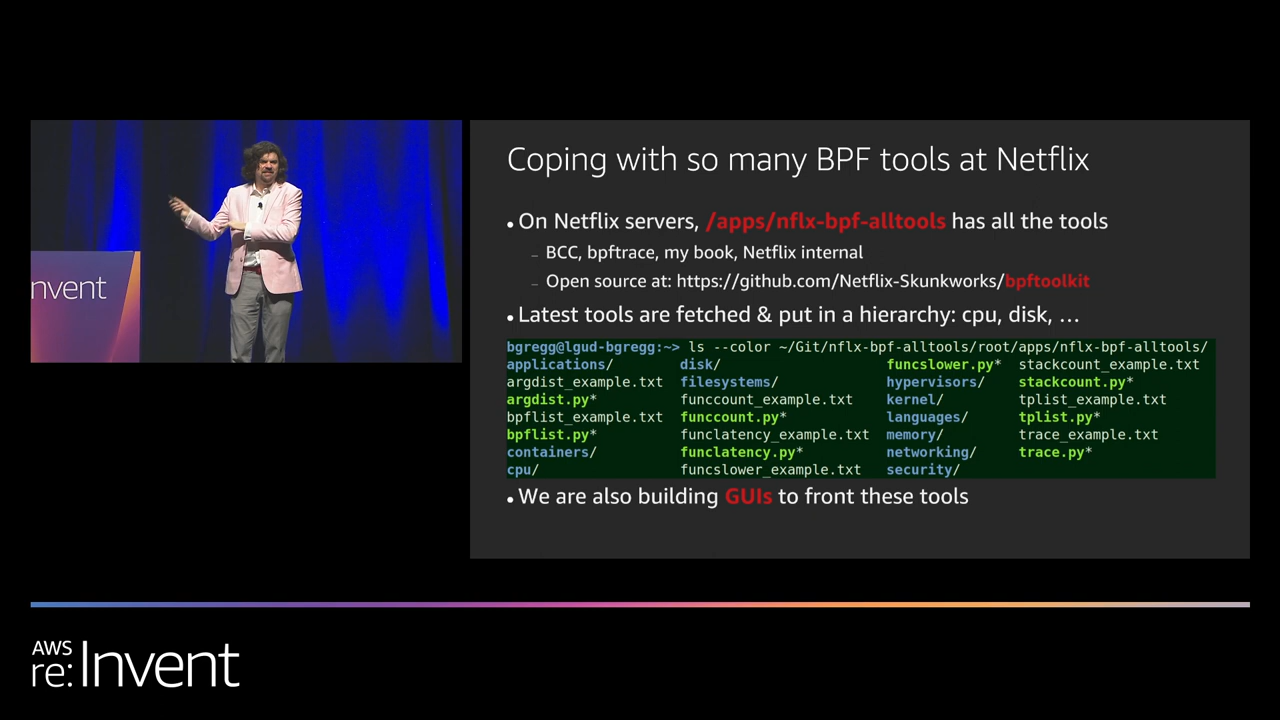 nvent
Coping with so many BPF tools at Netflix
• On Netflix servers, /apps/nflx-bpf-alltools has all the tools
– BCC, bpftrace, my book, Netflix internal
– Open source at: https://github.com/Netflix-Skunkworks/bpftoolkit
• Latest tools are fetched & put in a hierarchy: cpu, disk, …
bgregg@lgud-bgregg:~> ls --color ~/Git/nflx-bpf-alltools/root/apps/nflx-bpf-alltools/
applications/ disk/ funcslower.py* stackcount_example.txt
argdist_example.txt filesystems/ hypervisors/ stackcount.py*
argdist.py* funccount_example.txt kernel/ tplist_example.txt
bpflist_example.txt funccount.py* languages/ tplist.py*
bpflist.py* funclatency_example.txt memory/ trace_example.txt
containers/ funclatency.py* networking/ trace.py*
cpu/ funcslower_example.txt security/
• We are also building GUIs to front these tools
AWS
re:Invent